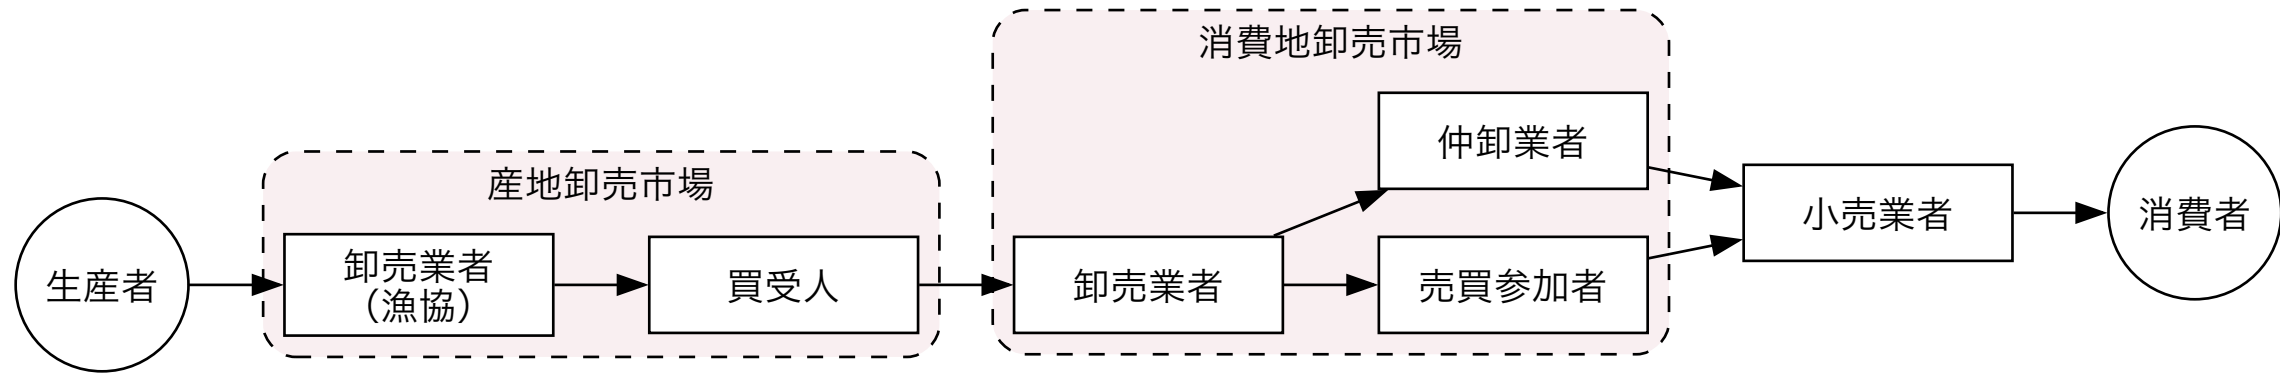 消費地卸売市場
産地卸売市場
生産者
卸売業者
（漁協）
買受人
卸売業者
仲卸業者
売買参加者
小売業者
消費者